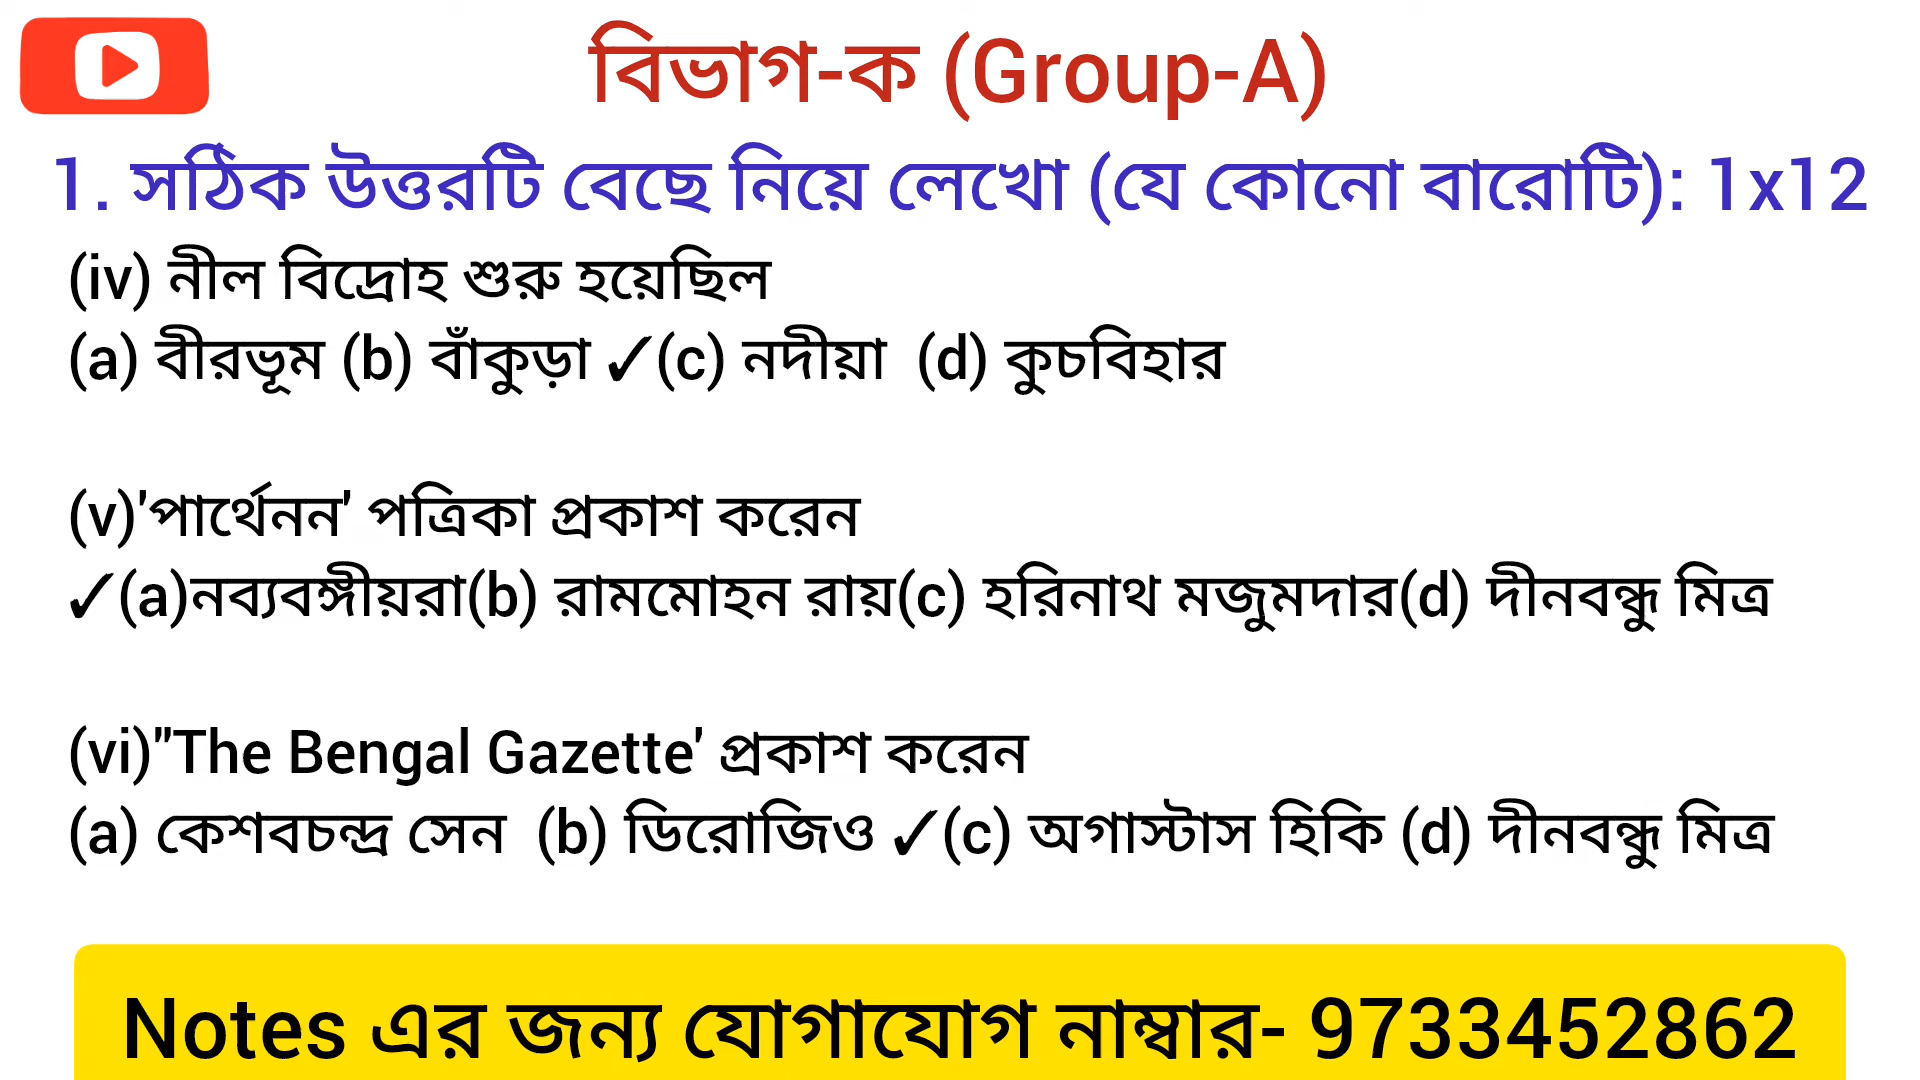 বিভাগ-ক (Group-A)
1. সঠিক উত্তরটি বেছে নিয়ে লেখো (যে কোনো বারোটি): 1x12
(iv) নীল বিদ্রোহ শুরু হয়েছিল
(a) বীরভূম (b) বাঁকুড়া ✓(c) নদীয়া (d) কুচবিহার
(v)'পার্থেনন' পত্রিকা প্রকাশ করেন
✓(a)নব্যবঙ্গীয়রা(b) রামমোহন রায়(c) হরিনাথ মজুমদার(d) দীনবন্ধু মিত্র
(vi)"The Bengal Gazette' প্রকাশ করেন
(a) কেশবচন্দ্র সেন (b) ডিরোজিও ✓(c) অগাস্টাস হিকি (d) দীনবন্ধু মিত্র
Notes এর জন্য যোগাযোগ নাম্বার- 9733452862